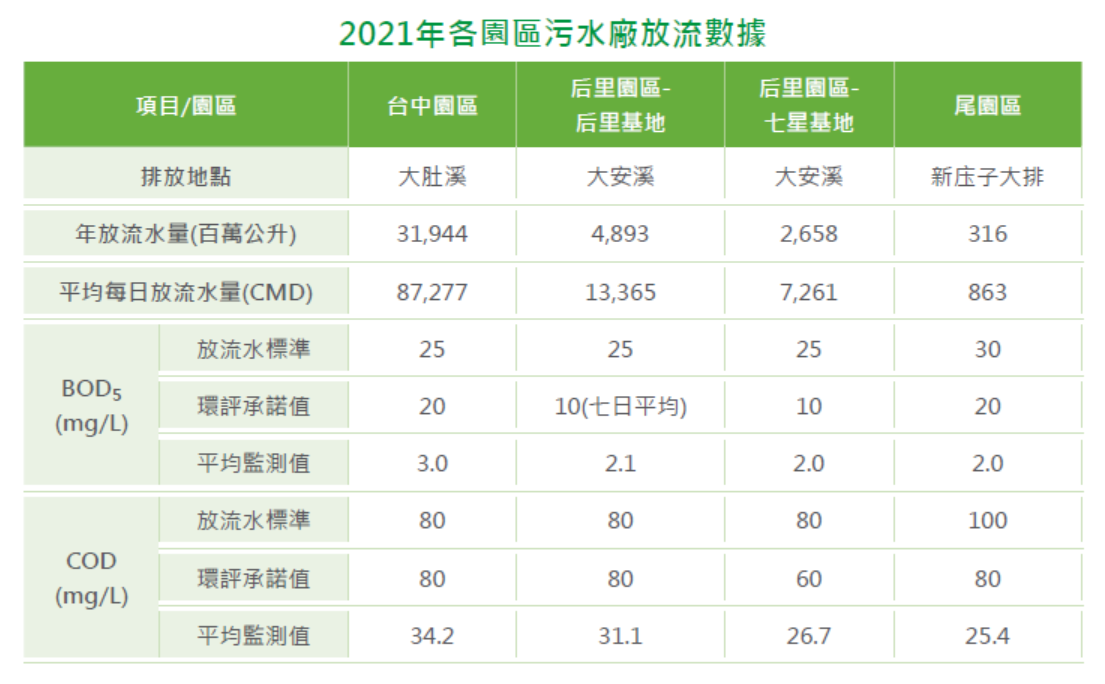 2021年各園區污水廠放流數據
項目/園區 台中園區 后里園區-后里基地 后里園區-七星基地 尾園區
排放地點 大肚溪 大安溪 大安溪 新庄子大排
年放流水量(百萬公升) 31,944 4,893 2,658 316
平均每日放流水量(CMD) 87,277 13,365 7,261 863
BOD₅ (mg/L) 放流水標準 25 25 25 30
環評承諾值 20 10(七日平均) 10 20
平均監測值 3.0 2.1 2.0 2.0
COD (mg/L) 放流水標準 80 80 80 100
環評承諾值 80 80 60 80
平均監測值 34.2 31.1 26.7 25.4